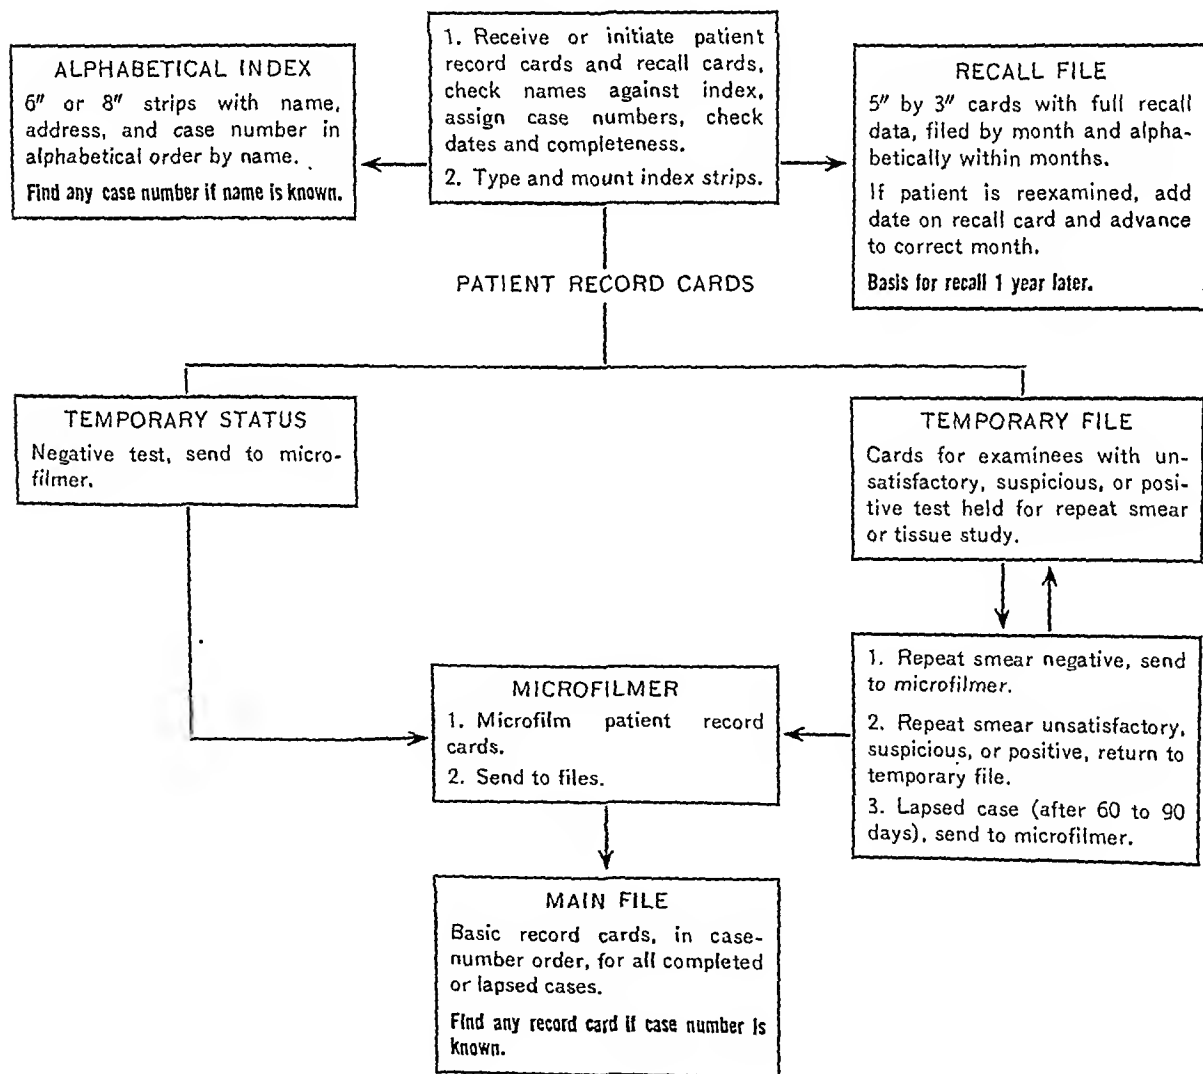 ALPHABETICAL INDEX
6″ or 8″ strips with name,
address, and case number in
alphabetical order by name.
Find any case number if name is known.
1. Receive or initiate patient
record cards and recall cards,
check names against index,
assign case numbers, check
dates and completeness.
2. Type and mount index strips.
RECALL FILE
5″ by 3″ cards with full recall
data, filed by month and alpha-
betically within months.
If patient is reexamined, add
date on recall card and advance
to correct month.
Basis for recall 1 year later.
PATIENT RECORD CARDS
TEMPORARY STATUS
Negative test, send to micro-
filmer.
TEMPORARY FILE
Cards for examinees with un-
satisfactory, suspicious, or posi-
tive test held for repeat smear
or tissue study.
1. Repeat smear negative, send
to microfilmer.
2. Repeat smear unsatisfactory,
suspicious, or positive, return to
temporary file.
3. Lapsed case (after 60 to 90
days), send to microfilmer.
MICROFILMER
1. Microfilm patient record
cards.
2. Send to files.
MAIN FILE
Basic record cards, in case-
number order, for all completed
or lapsed cases.
Find any record card if case number is
known.